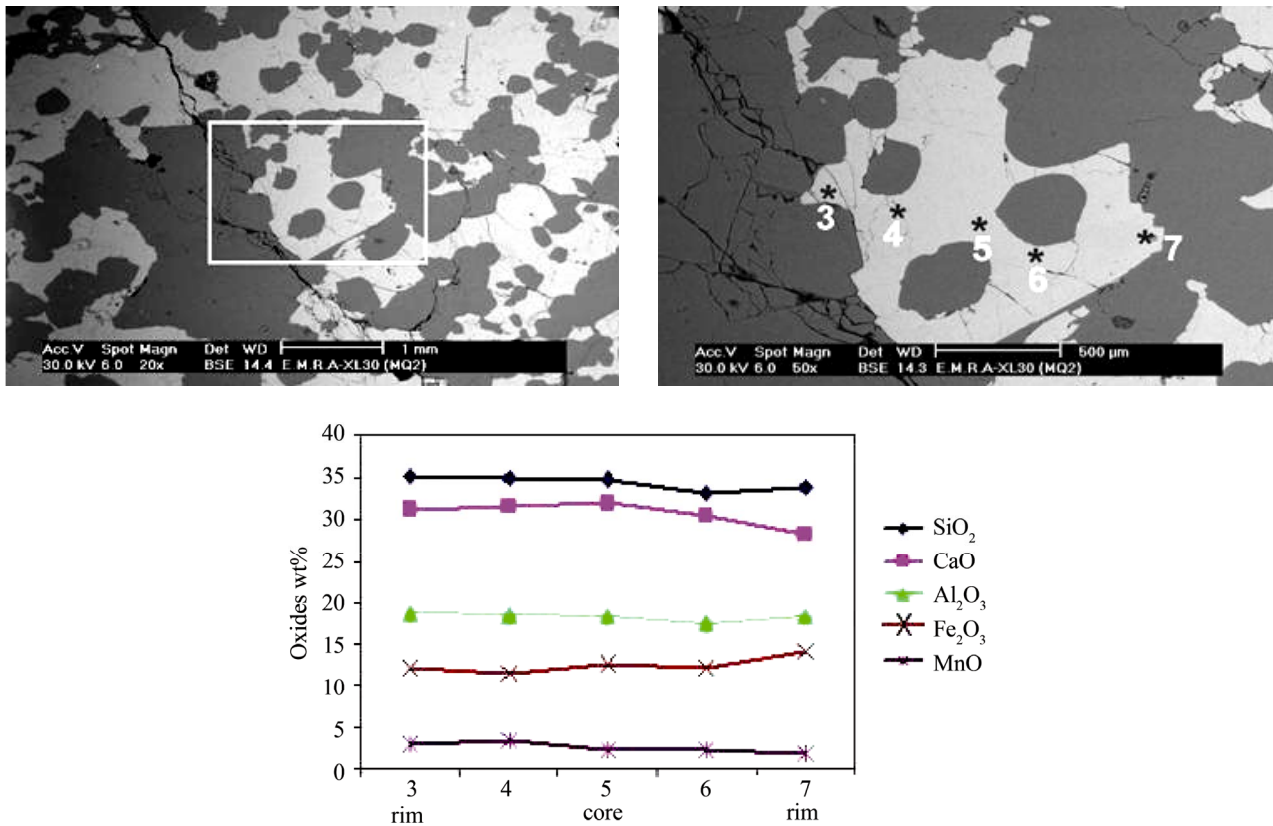 Acc.V Spot Magn Det WD 1 mm
30.0 kV 6.0 20x BSE 14.4 E.M.R.A-XL30 (MQ2)
3
4
5
6
7
Acc.V Spot Magn Det WD 500 µm
30.0 kV 6.0 50x BSE 14.3 E.M.R.A-XL30 (MQ2)
Oxides wt%
40
35
30
25
20
15
10
5
0
3 4 5 6 7
rim core rim
SiO₂
CaO
Al₂O₃
Fe₂O₃
MnO